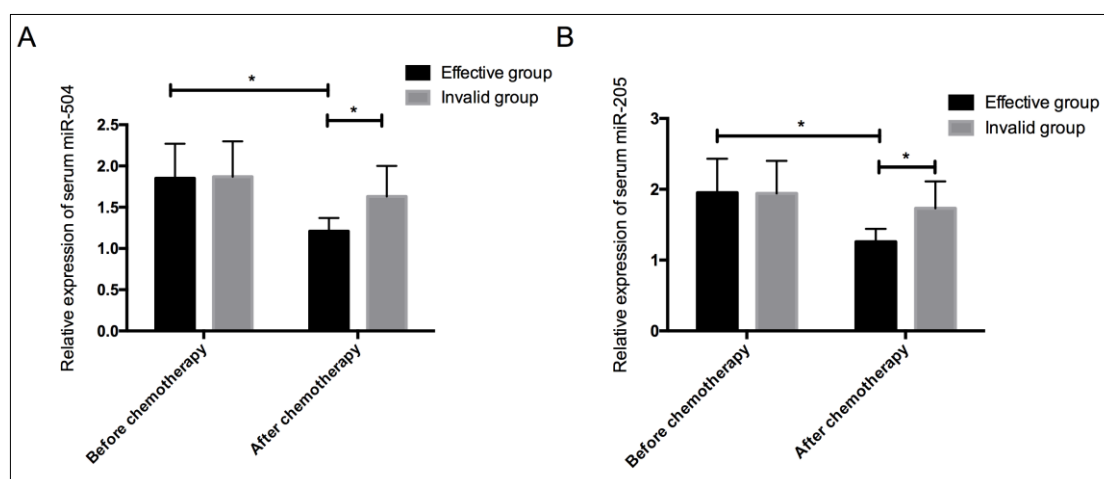 A
*
Effective group
Invalid group
*
Relative expression of serum miR-504
2.5
2.0
1.5
1.0
0.5
0.0
Before chemotherapy
After chemotherapy
B
Effective group
Invalid group
*
*
Relative expression of serum miR-205
3
2
1
0
Before chemotherapy
After chemotherapy